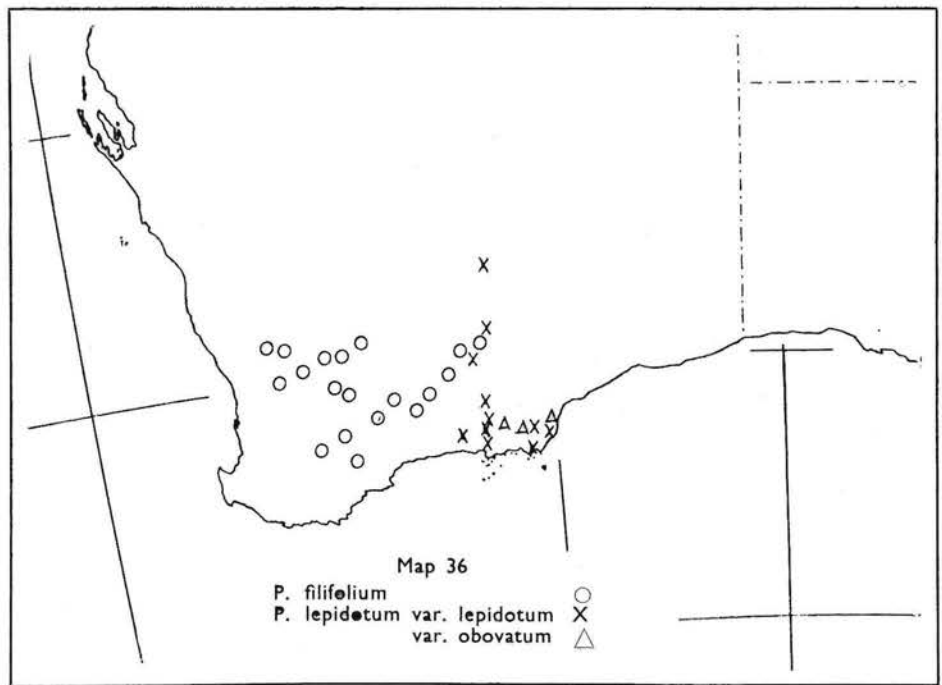 Map 36
P. filifolium ○
P. lepidotum var. lepidotum X
var. obovatum △